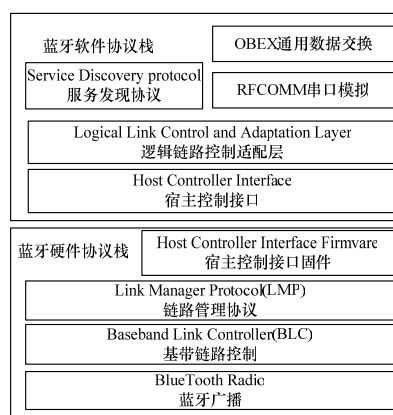 蓝牙软件协议栈
OBEX通用数据交换
Service Discovery protocol
服务发现协议
RFCOMM串口模拟
Logical Link Control and Adaptation Layer
逻辑链路控制适配层
Host Controller Interface
宿主控制接口
蓝牙硬件协议栈
Host Controller Interface Firmvare
宿主控制接口固件
Link Manager Protocol(LMP)
链路管理协议
Baseband Link Controller(BLC)
基带链路控制
BlueTooth Radio
蓝牙广播